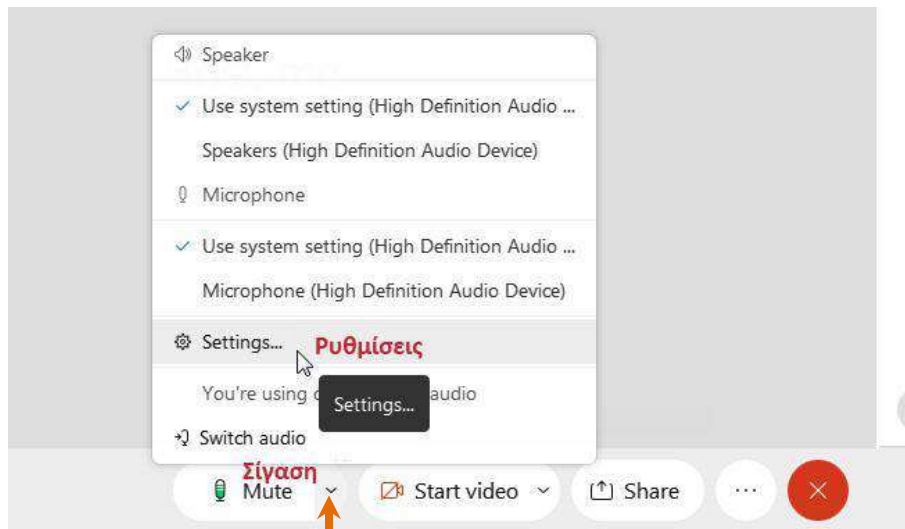 Speaker
Use system setting (High Definition Audio ...
Speakers (High Definition Audio Device)
Microphone
Use system setting (High Definition Audio ...
Microphone (High Definition Audio Device)
Settings... Ρυθμίσεις
You're using audio
Settings...
Switch audio
Σίγαση
Mute Start video Share ...